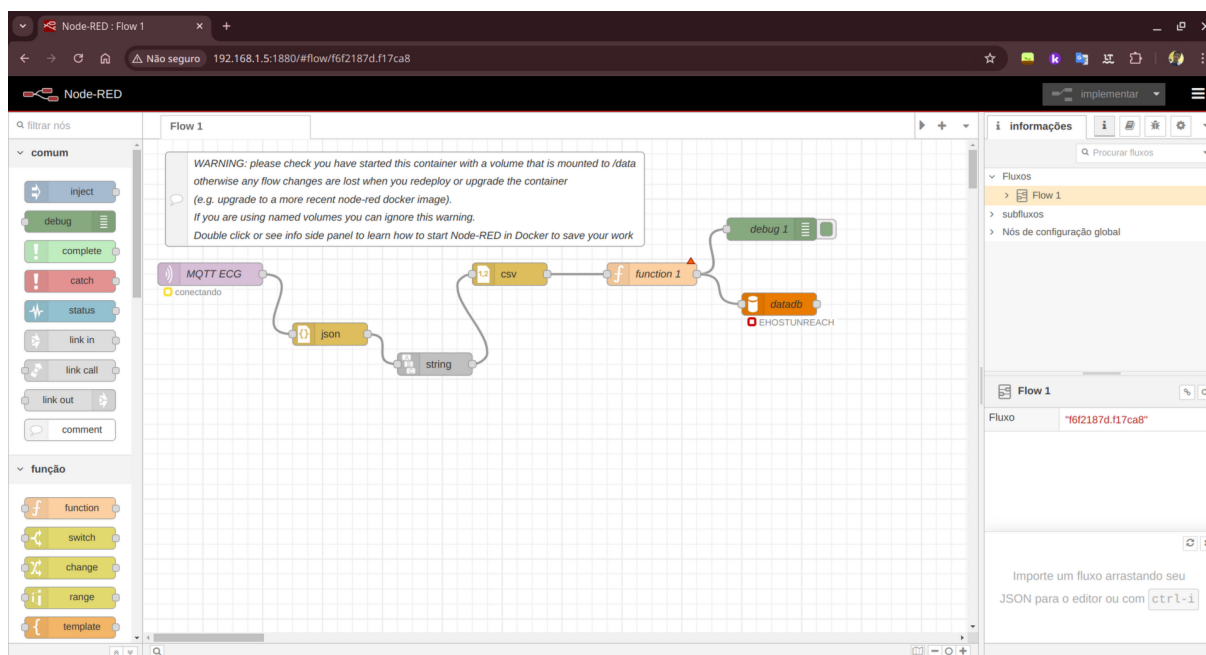 Node-RED : Flow 1
Não seguro 192.168.1.5:1880/#flow/f6f2187d.f17ca8
Node-RED
implementar
filtrar nós
Flow 1
informações
comum
inject
debug
complete
catch
status
link in
link call
link out
comment
função
function
switch
change
range
template
WARNING: please check you have started this container with a volume that is mounted to /data
otherwise any flow changes are lost when you redeploy or upgrade the container
(e.g. upgrade to a more recent node-red docker image).
If you are using named volumes you can ignore this warning.
Double click or see info side panel to learn how to start Node-RED in Docker to save your work
MQTT ECG
conectando
json
string
1,2 csv
function 1
debug 1
datadb
EHOSTUNREACH
Procurar fluxos
Fluxos
Flow 1
subfluxos
Nós de configuração global
Flow 1
Fluxo "f6f2187d.f17ca8"
Importe um fluxo arrastando seu
JSON para o editor ou com ctrl-i